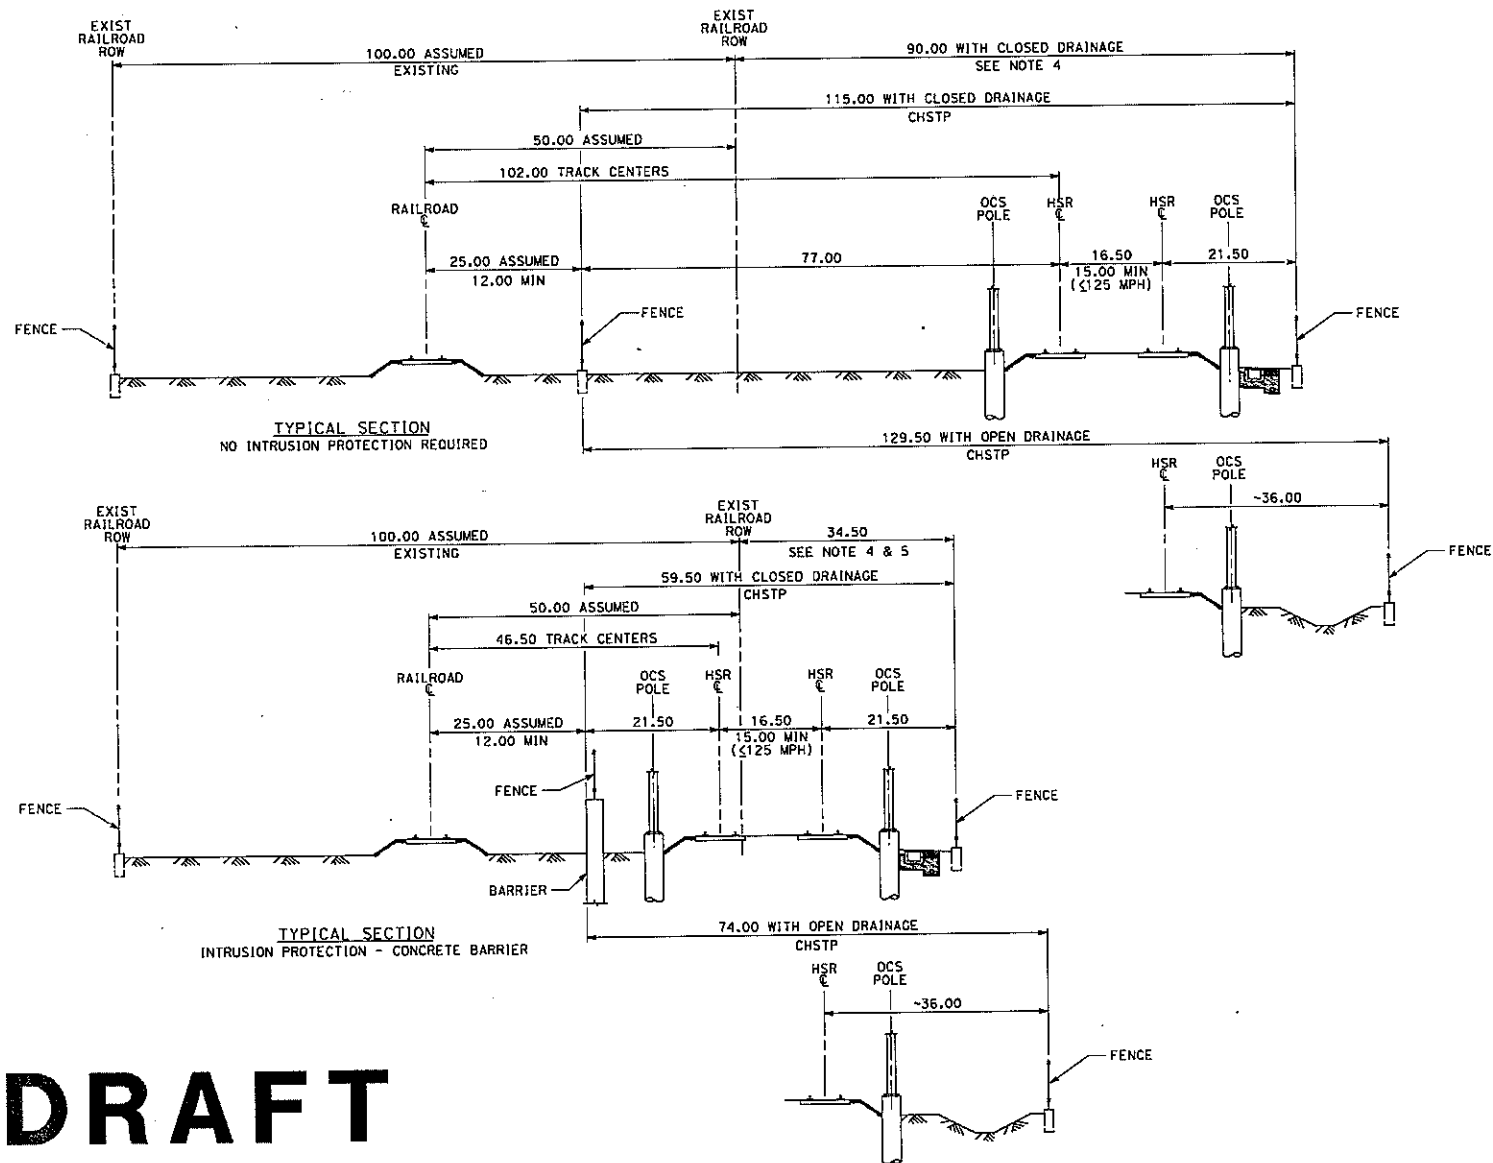 EXIST
RAILROAD
ROW
100.00 ASSUMED
EXISTING
EXIST
RAILROAD
ROW
90.00 WITH CLOSED DRAINAGE
SEE NOTE 4
115.00 WITH CLOSED DRAINAGE
CHSTP
50.00 ASSUMED
102.00 TRACK CENTERS
RAILROAD
℄
OCS
POLE
HSR
℄
HSR
℄
OCS
POLE
25.00 ASSUMED
12.00 MIN
77.00
16.50
15.00 MIN
(≤125 MPH)
21.50
FENCE
FENCE
FENCE
TYPICAL SECTION
NO INTRUSION PROTECTION REQUIRED
129.50 WITH OPEN DRAINAGE
CHSTP
HSR
℄
OCS
POLE
~36.00
FENCE
EXIST
RAILROAD
ROW
100.00 ASSUMED
EXISTING
EXIST
RAILROAD
ROW
34.50
SEE NOTE 4 & 5
59.50 WITH CLOSED DRAINAGE
CHSTP
50.00 ASSUMED
46.50 TRACK CENTERS
RAILROAD
℄
OCS
POLE
HSR
℄
HSR
℄
OCS
POLE
25.00 ASSUMED
12.00 MIN
21.50
16.50
15.00 MIN
(≤125 MPH)
21.50
FENCE
FENCE
FENCE
BARRIER
TYPICAL SECTION
INTRUSION PROTECTION - CONCRETE BARRIER
74.00 WITH OPEN DRAINAGE
CHSTP
HSR
℄
OCS
POLE
~36.00
FENCE
DRAFT